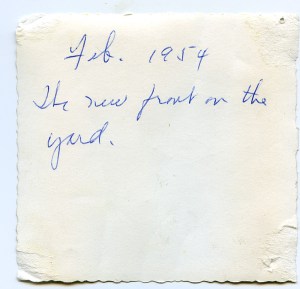 Feb. 1954
The new front on the
yard.